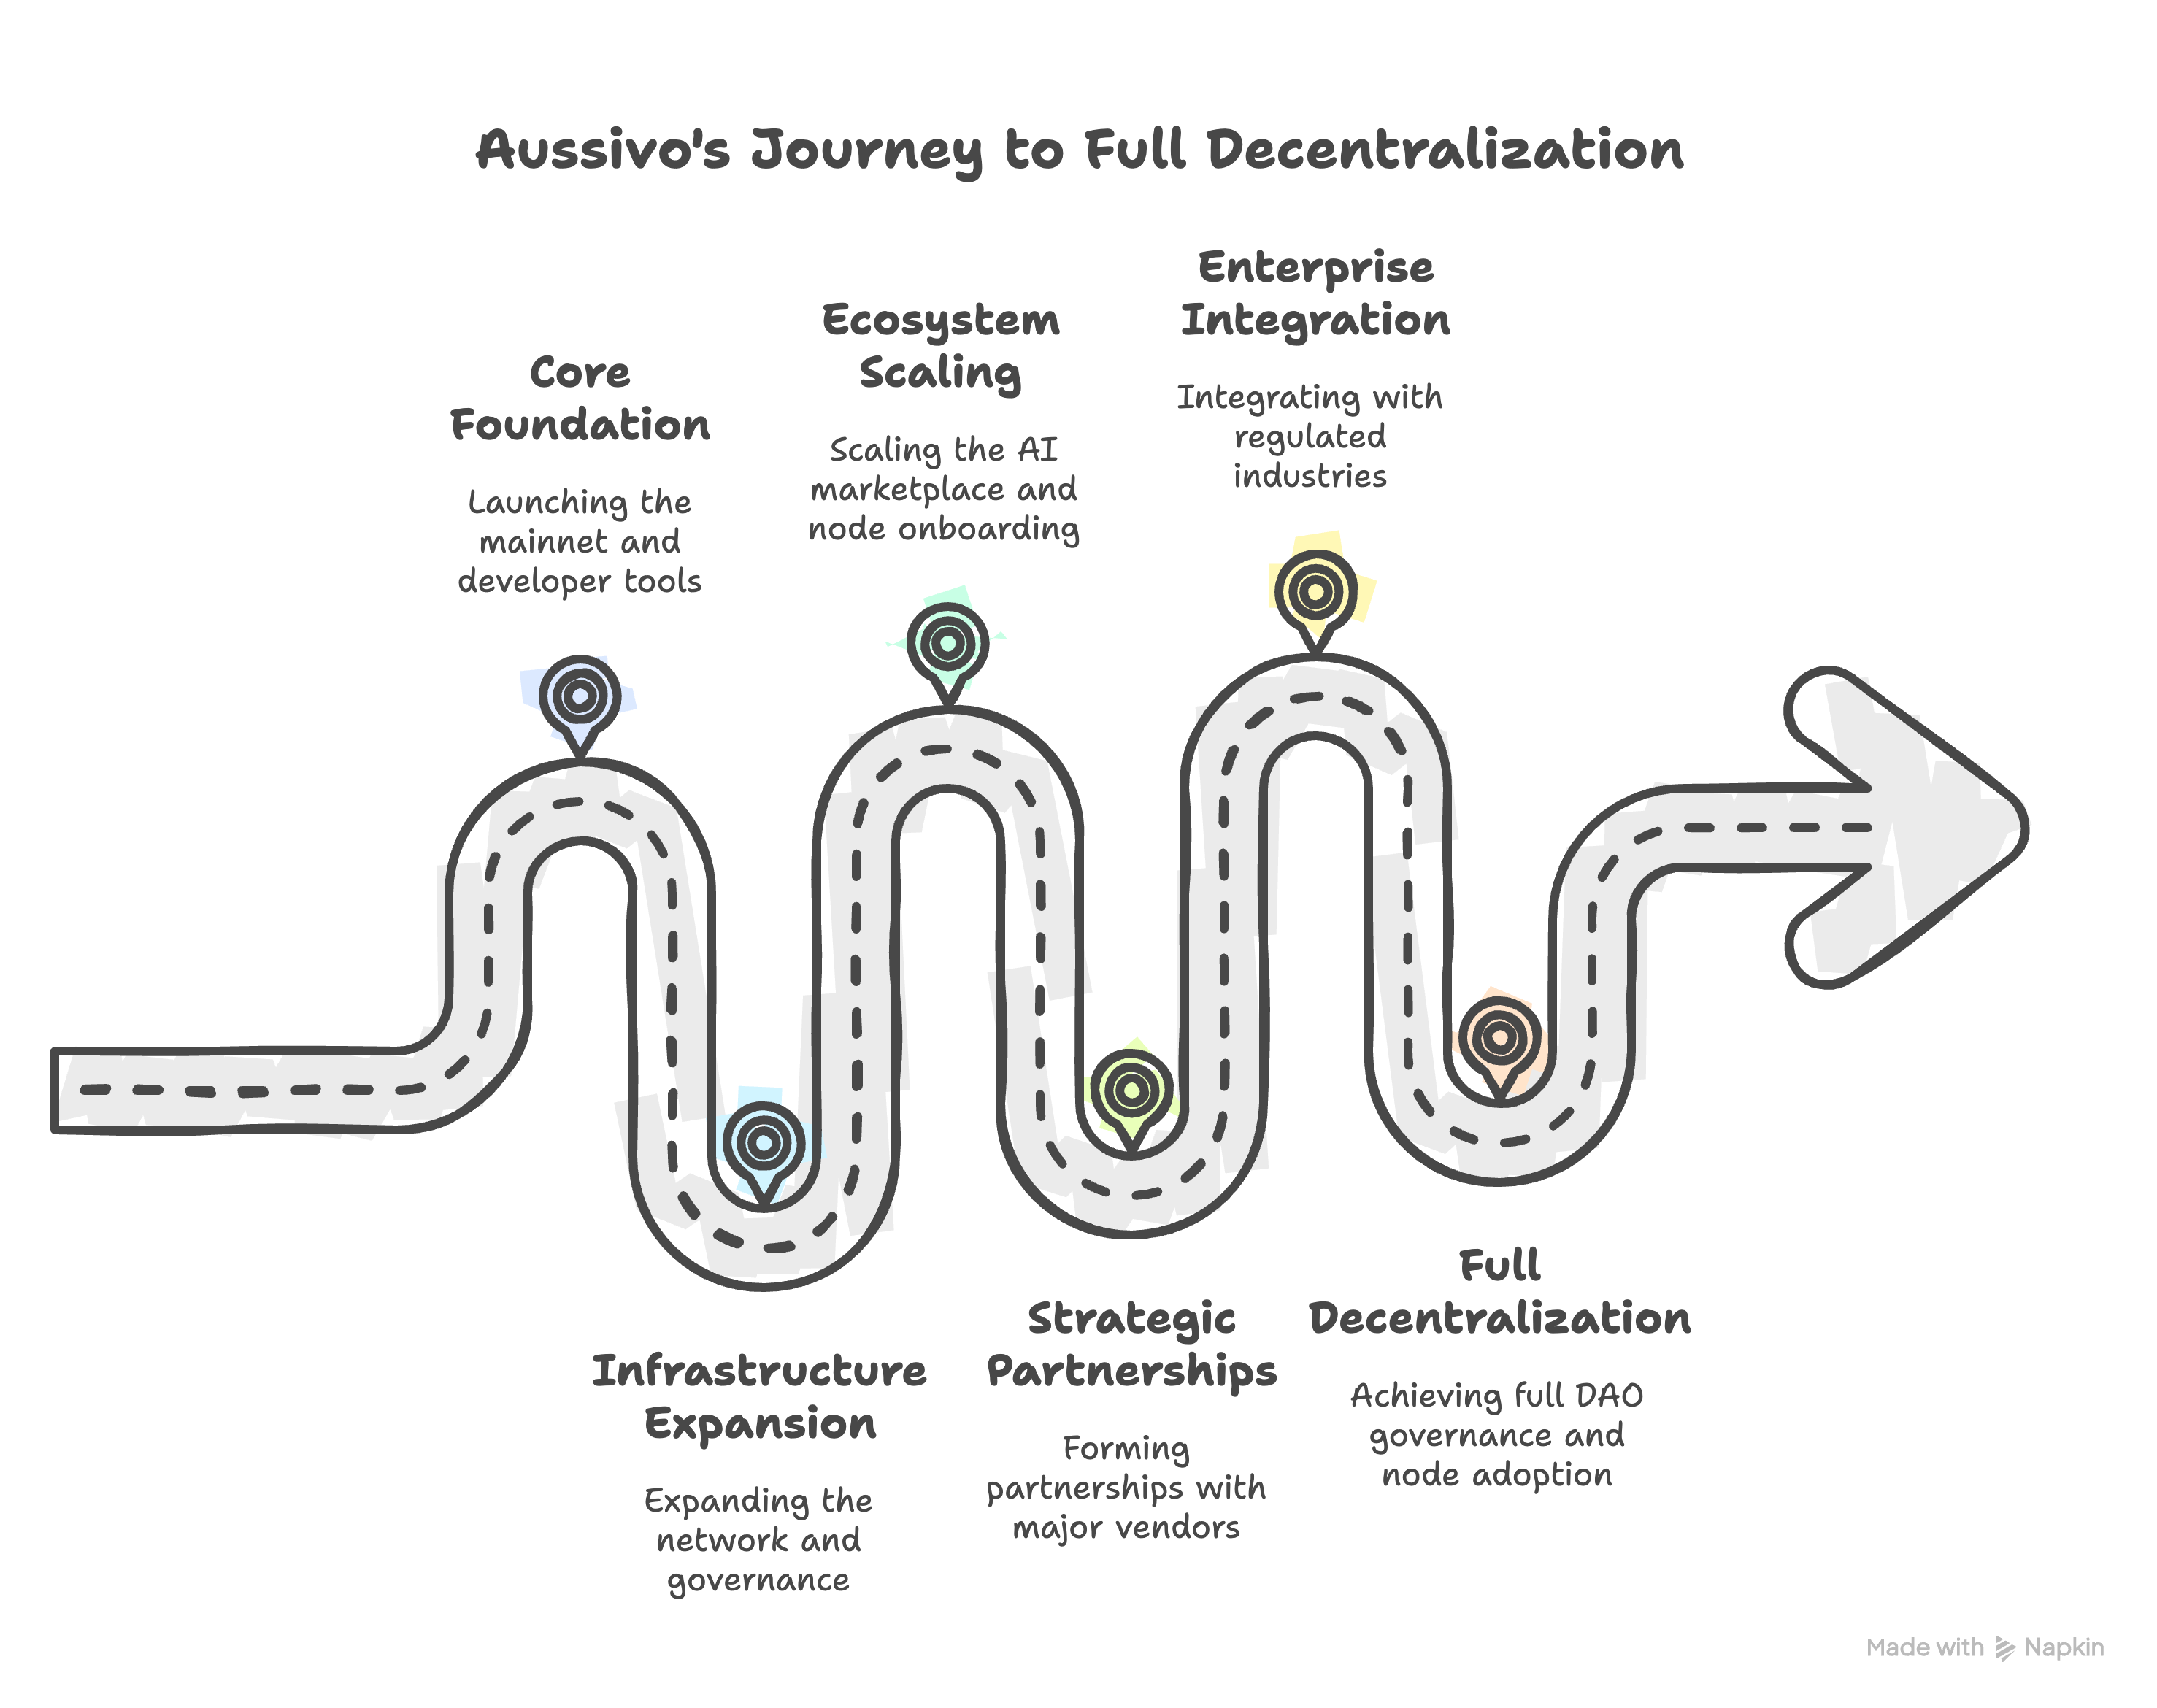 Aussivo's Journey to Full Decentralization
Core
Foundation
Launching the
mainnet and
developer tools
Infrastructure
Expansion
Expanding the
network and
governance
Ecosystem
Scaling
Scaling the AI
marketplace and
node onboarding
Strategic
Partnerships
Forming
partnerships with
major vendors
Enterprise
Integration
Integrating with
regulated
industries
Full
Decentralization
Achieving full DAO
governance and
node adoption
Made with Napkin